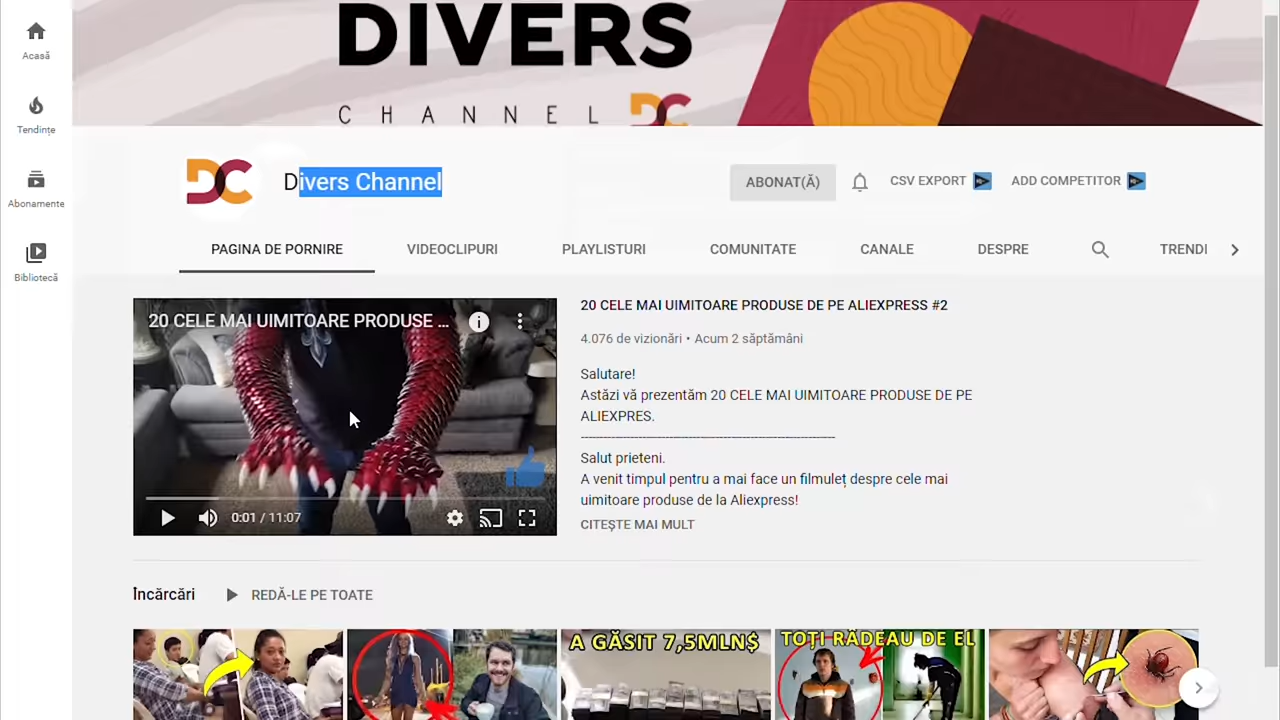 DIVERS
CHANNEL DC
Acasă
Tendințe
Abonamente
Bibliotecă
DC
Divers Channel
ABONAT(Ă)
CSV EXPORT
ADD COMPETITOR
PAGINA DE PORNIRE
VIDEOCLIPURI
PLAYLISTURI
COMUNITATE
CANALE
DESPRE
TRENDI
20 CELE MAI UIMITOARE PRODUSE ...
0:01 / 11:07
20 CELE MAI UIMITOARE PRODUSE DE PE ALIEXPRESS #2
4.076 de vizionări • Acum 2 săptămâni
Salutare!
Astăzi vă prezentăm 20 CELE MAI UIMITOARE PRODUSE DE PE
ALIEXPRES.
--------------------------------------------------------------------------------
Salut prieteni.
A venit timpul pentru a mai face un filmuleț despre cele mai
uimitoare produse de la Aliexpress!
CITEȘTE MAI MULT
Încărcări
REDĂ-LE PE TOATE
A GĂSIT 7,5MLN$
TOȚI RÂDEAU DE EL